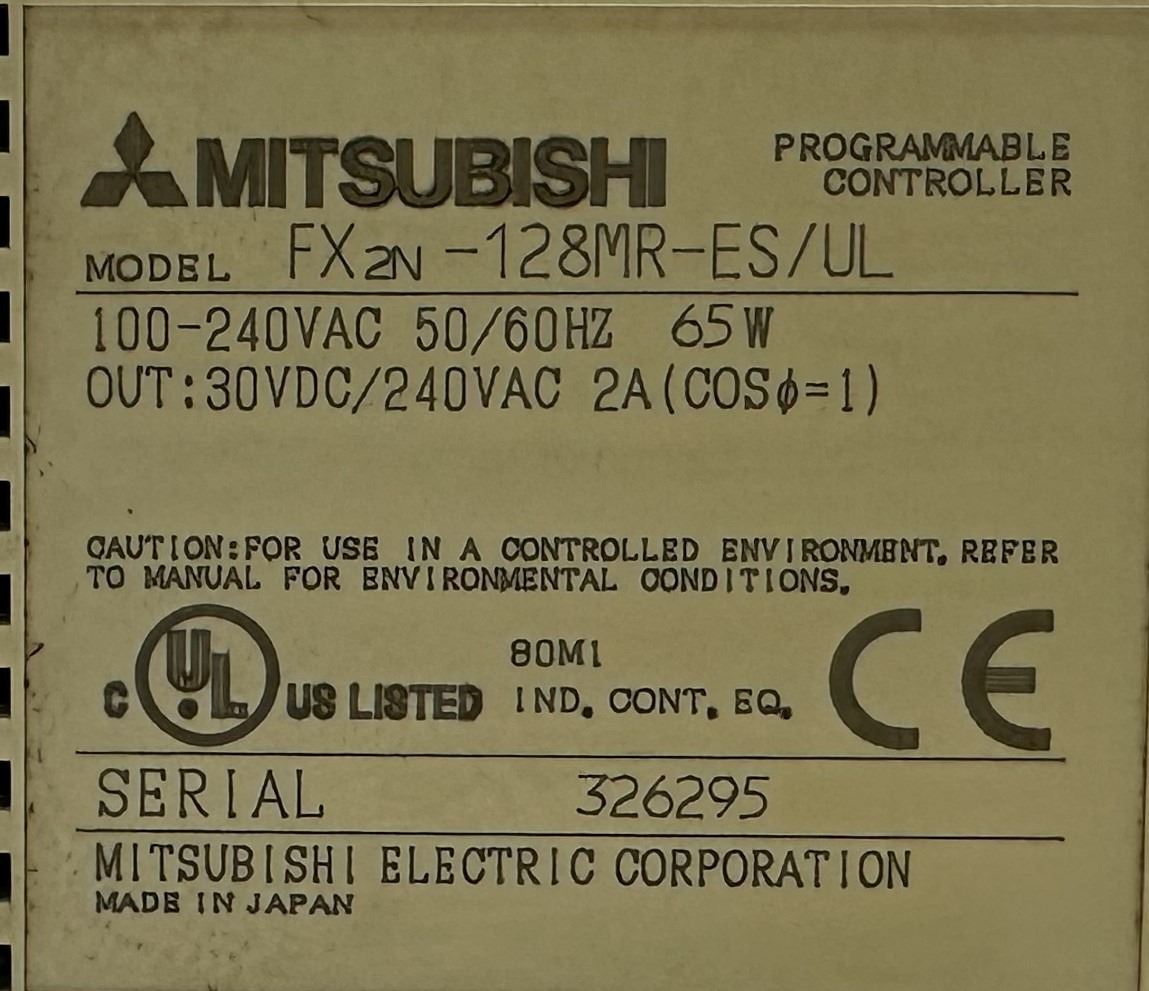 MITSUBISHI
PROGRAMMABLE
CONTROLLER
MODEL FX2N-128MR-ES/UL
100-240VAC 50/60HZ 65W
OUT:30VDC/240VAC 2A(COSφ=1)
CAUTION:FOR USE IN A CONTROLLED ENVIRONMENT. REFER
TO MANUAL FOR ENVIRONMENTAL CONDITIONS.
C UL US LISTED
80M1
IND. CONT. EQ.
CE
SERIAL 326295
MITSUBISHI ELECTRIC CORPORATION
MADE IN JAPAN